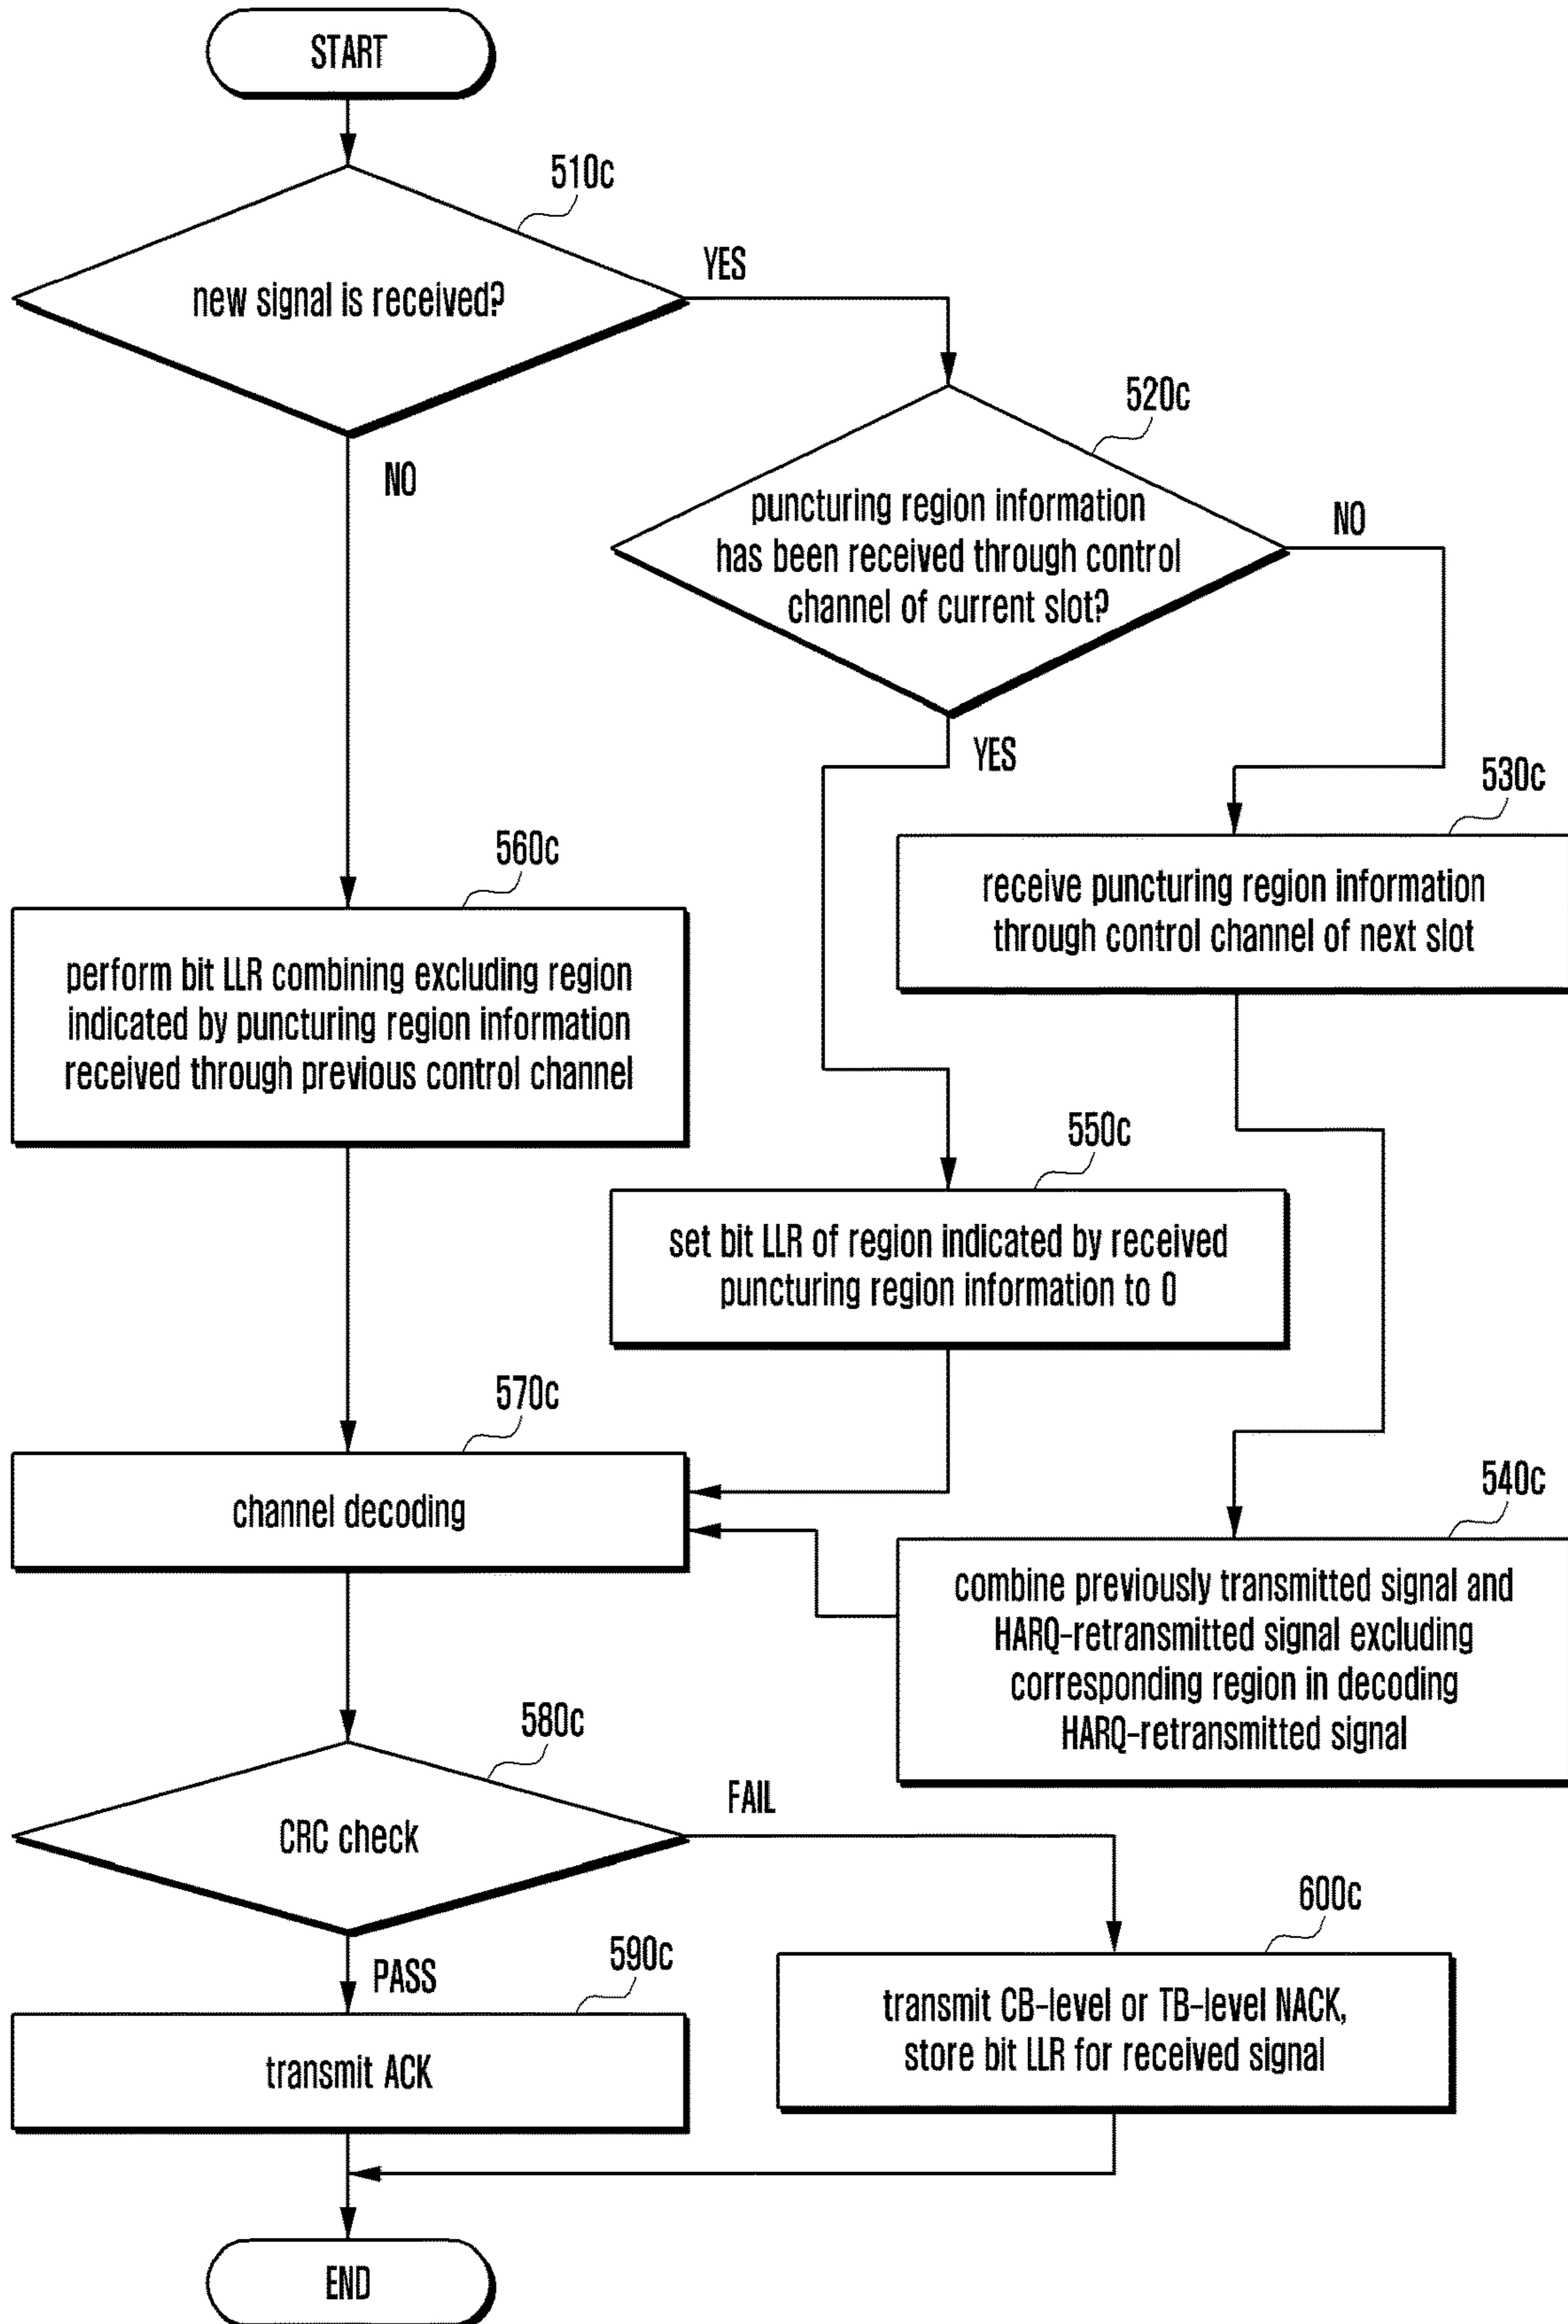 START
510c
new signal is received?
YES
NO
520c
puncturing region information
has been received through control
channel of current slot?
NO
YES
530c
receive puncturing region information
through control channel of next slot
560c
perform bit LLR combining excluding region
indicated by puncturing region information
received through previous control channel
550c
set bit LLR of region indicated by received
puncturing region information to 0
570c
channel decoding
540c
combine previously transmitted signal and
HARQ-retransmitted signal excluding
corresponding region in decoding
HARQ-retransmitted signal
580c
CRC check
FAIL
PASS
600c
transmit CB-level or TB-level NACK,
store bit LLR for received signal
590c
transmit ACK
END